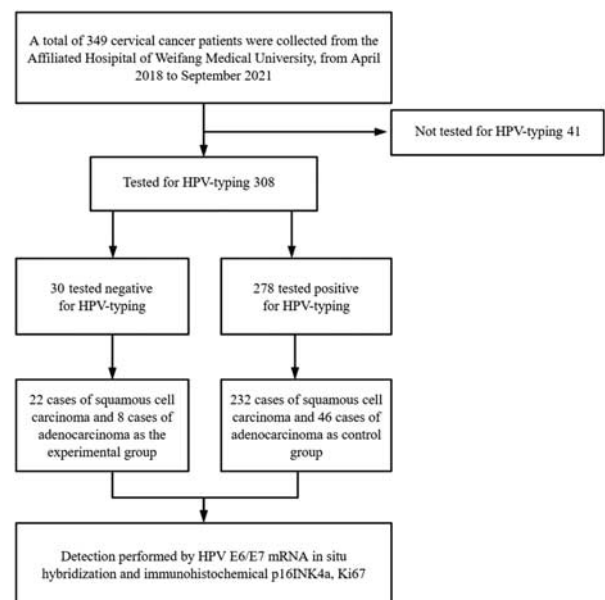 A total of 349 cervical cancer patients were collected from the
Affiliated Hosipital of Weifang Medical University, from April
2018 to September 2021
Not tested for HPV-typing 41
Tested for HPV-typing 308
30 tested negative
for HPV-typing
278 tested positive
for HPV-typing
22 cases of squamous cell
carcinoma and 8 cases of
adenocarcinoma as the
experimental group
232 cases of squamous cell
carcinoma and 46 cases of
adenocarcinoma as control
group
Detection performed by HPV E6/E7 mRNA in situ
hybridization and immunohistochemical p16INK4a, Ki67